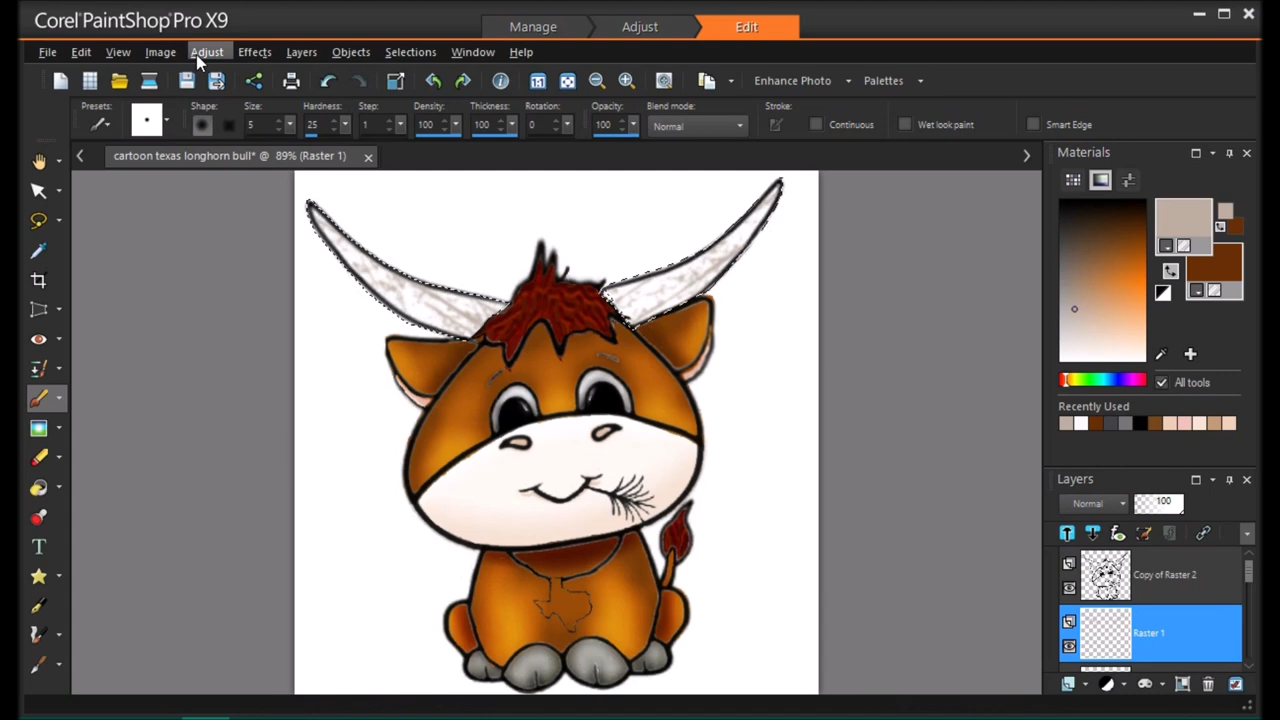 Corel PaintShop Pro X9
Manage
Adjust
Edit
File Edit View Image Adjust Effects Layers Objects Selections Window Help
Enhance Photo
Palettes
Presets:
Shape:
Size:
Hardness:
Step:
Density:
Thickness:
Rotation:
Opacity:
Blend mode:
Stroke:
5
25
1
100
100
0
100
Normal
Continuous
Wet look paint
Smart Edge
cartoon texas longhorn bull* @ 89% (Raster 1)
Materials
All tools
Recently Used
Layers
Normal
100
Copy of Raster 2
Raster 1